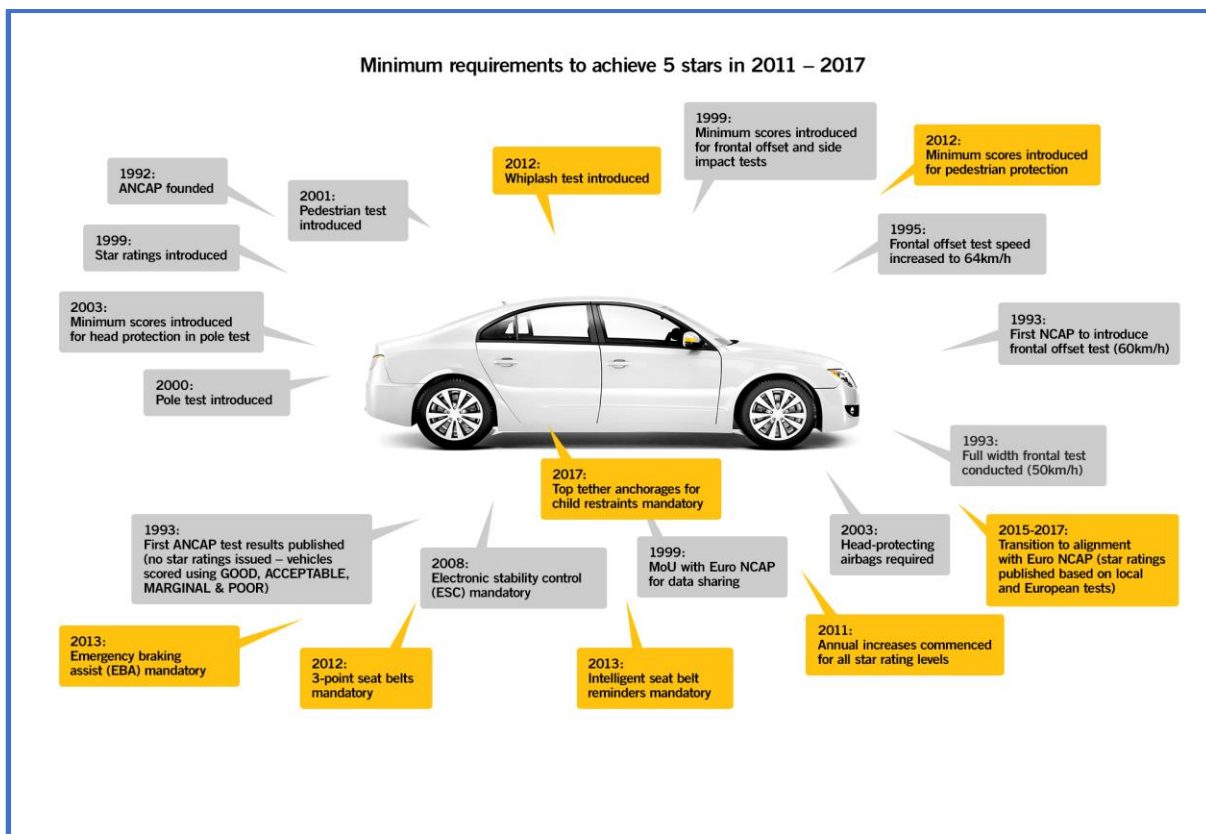 Minimum requirements to achieve 5 stars in 2011 – 2017
1999:
Minimum scores introduced
for frontal offset and side
impact tests
2012:
Minimum scores introduced
for pedestrian protection
2012:
Whiplash test introduced
1992:
ANCAP founded
2001:
Pedestrian test
introduced
1999:
Star ratings introduced
1995:
Frontal offset test speed
increased to 64km/h
2003:
Minimum scores introduced
for head protection in pole test
1993:
First NCAP to introduce
frontal offset test (60km/h)
2000:
Pole test introduced
1993:
Full width frontal test
conducted (50km/h)
2017:
Top tether anchorages for
child restraints mandatory
1993:
First ANCAP test results published
(no star ratings issued – vehicles
scored using GOOD, ACCEPTABLE,
MARGINAL & POOR)
2008:
Electronic stability control
(ESC) mandatory
1999:
MoU with Euro NCAP
for data sharing
2003:
Head-protecting
airbags required
2015-2017:
Transition to alignment
with Euro NCAP (star ratings
published based on local
and European tests)
2013:
Emergency braking
assist (EBA) mandatory
2012:
3-point seat belts
mandatory
2013:
Intelligent seat belt
reminders mandatory
2011:
Annual increases commenced
for all star rating levels